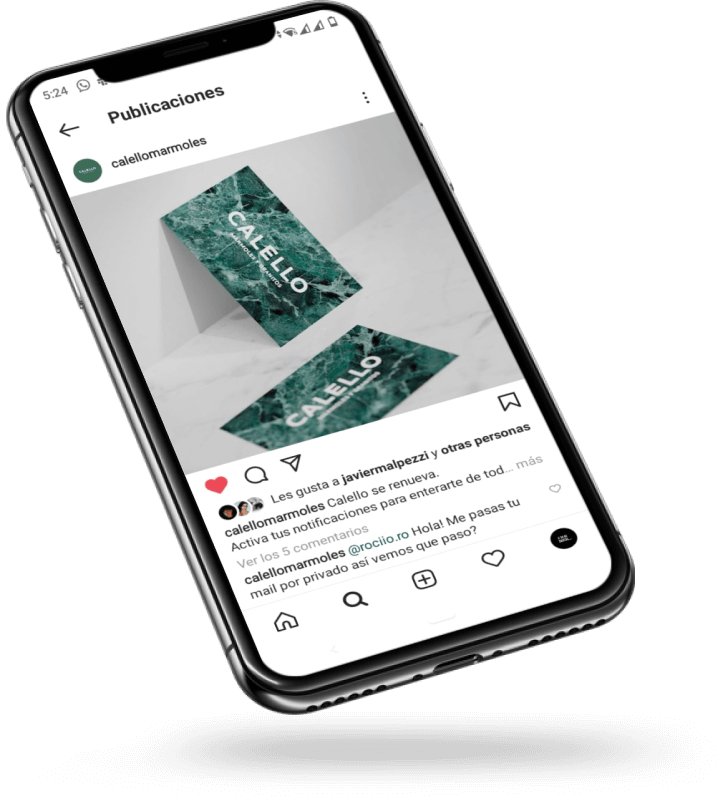 5:24
Publicaciones
calellomarmoles
CALELLO
MARMOLES Y GRANITOS
CALELLO
Les gusta a javiermalpezzi y otras personas
calellomarmoles Calello se renueva.
Activa tus notificaciones para enterarte de tod... más
Ver los 5 comentarios
calellomarmoles @rociio.ro Hola! Me pasas tu
mail por privado así vemos que paso?